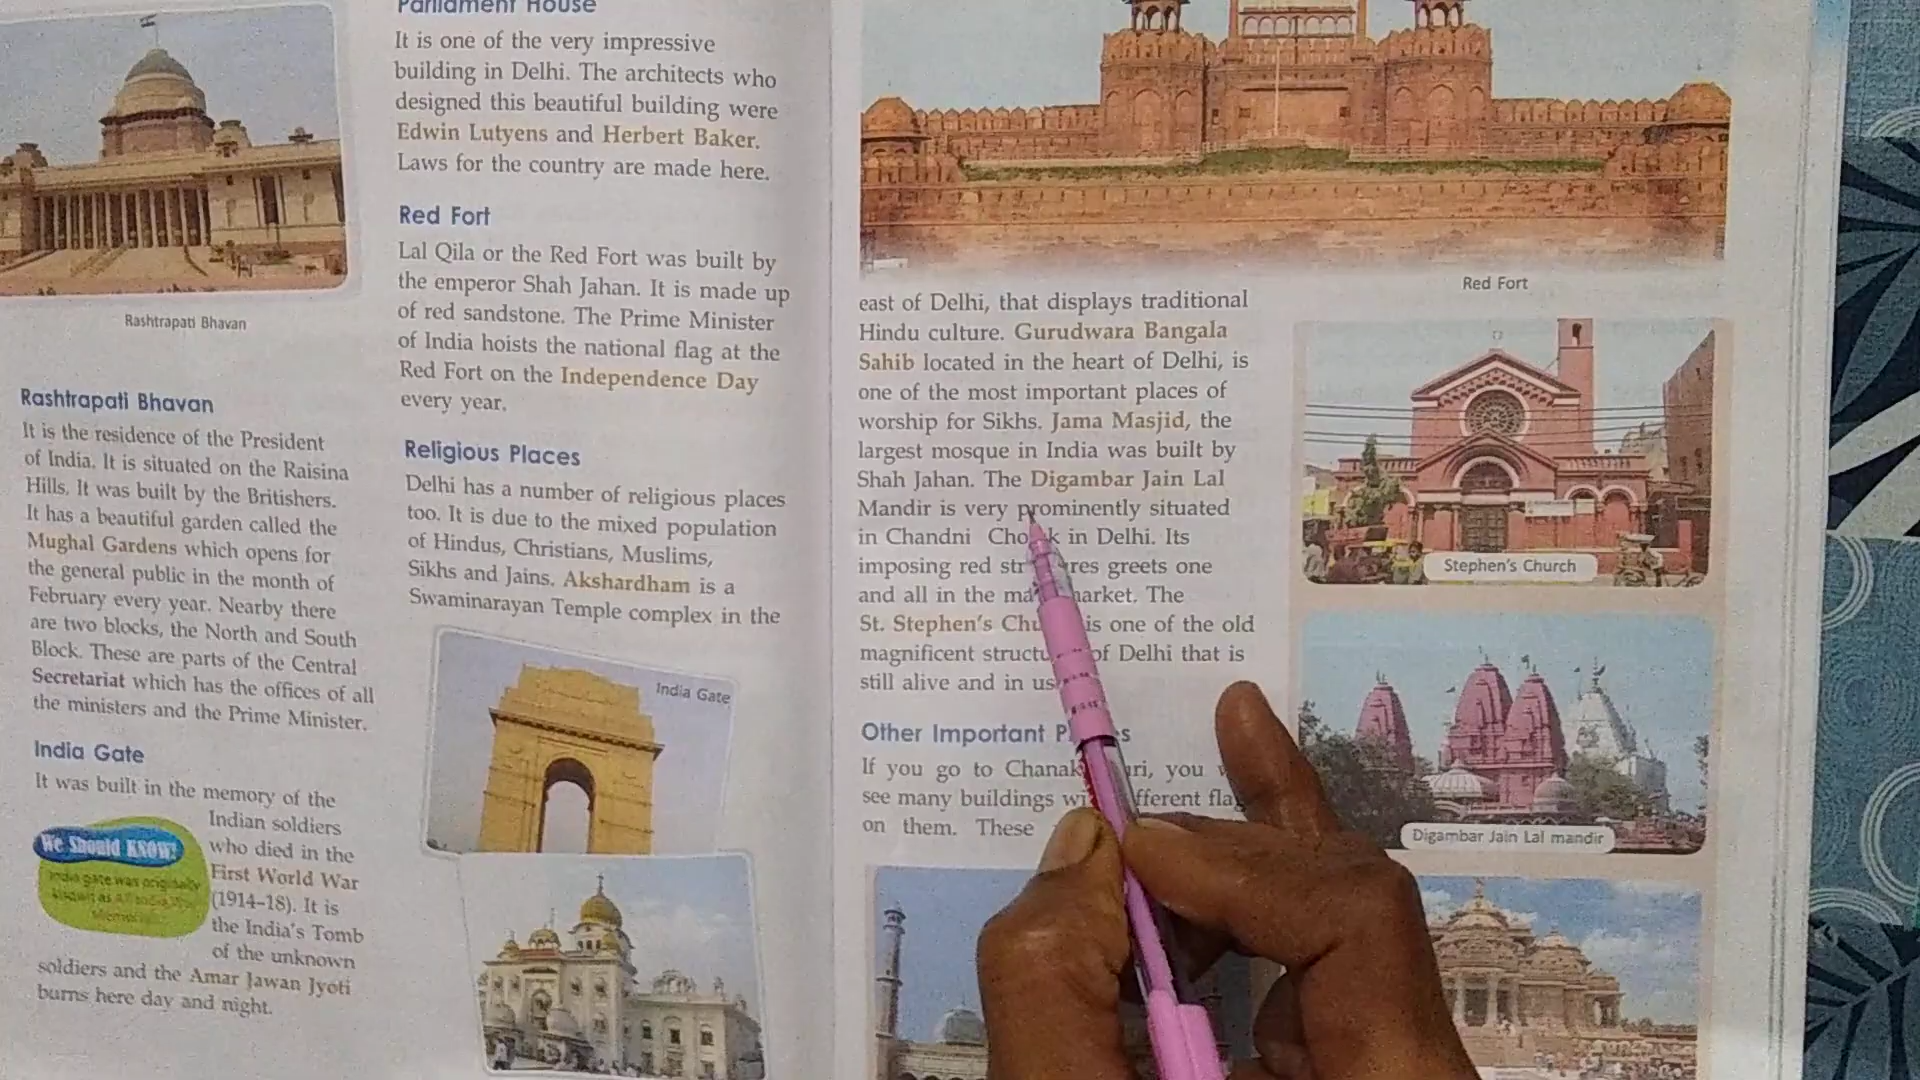 Rashtrapati Bhavan
Rashtrapati Bhavan
It is the residence of the President
of India. It is situated on the Raisina
Hills. It was built by the Britishers.
It has a beautiful garden called the
Mughal Gardens which opens for
the general public in the month of
February every year. Nearby there
are two blocks, the North and South
Block. These are parts of the Central
Secretariat which has the offices of all
the ministers and the Prime Minister.
India Gate
It was built in the memory of the
Indian soldiers
who died in the
First World War
(1914–18). It is
the India's Tomb
of the unknown
soldiers and the Amar Jawan Jyoti
burns here day and night.
We Should KNOW!
India gate was originally
known as All India War
Parliament House
It is one of the very impressive
building in Delhi. The architects who
designed this beautiful building were
Edwin Lutyens and Herbert Baker.
Laws for the country are made here.
Red Fort
Lal Qila or the Red Fort was built by
the emperor Shah Jahan. It is made up
of red sandstone. The Prime Minister
of India hoists the national flag at the
Red Fort on the Independence Day
every year.
Religious Places
Delhi has a number of religious places
too. It is due to the mixed population
of Hindus, Christians, Muslims,
Sikhs and Jains. Akshardham is a
Swaminarayan Temple complex in the
India Gate
Red Fort
east of Delhi, that displays traditional
Hindu culture. Gurudwara Bangala
Sahib located in the heart of Delhi, is
one of the most important places of
worship for Sikhs. Jama Masjid, the
largest mosque in India was built by
Shah Jahan. The Digambar Jain Lal
Mandir is very prominently situated
in Chandni in Delhi. Its
imposing red greets one
and all in the The
St. Stephen's is one of the old
magnificent of Delhi that is
still alive and in
Other Important
If you go to you
see many buildings
on them. These
Stephen's Church
Digambar Jain Lal mandir